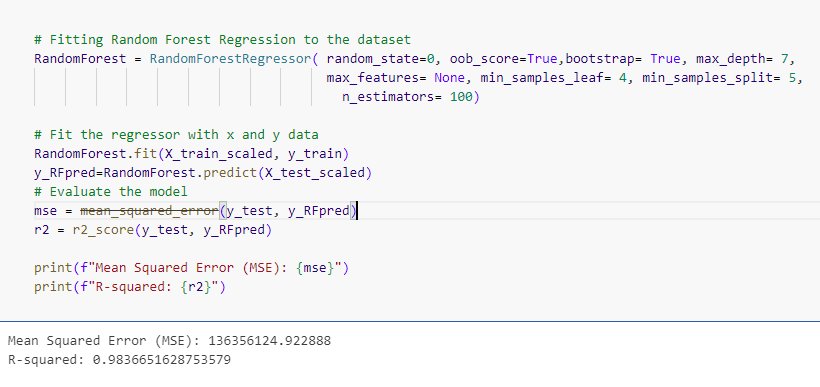 # Fitting Random Forest Regression to the dataset
RandomForest = RandomForestRegressor( random_state=0, oob_score=True,bootstrap= True, max_depth= 7,
max_features= None, min_samples_leaf= 4, min_samples_split= 5,
n_estimators= 100)
# Fit the regressor with x and y data
RandomForest.fit(X_train_scaled, y_train)
y_RFpred=RandomForest.predict(X_test_scaled)
# Evaluate the model
mse = mean_squared_error(y_test, y_RFpred)
r2 = r2_score(y_test, y_RFpred)
print(f"Mean Squared Error (MSE): {mse}")
print(f"R-squared: {r2}")
Mean Squared Error (MSE): 136356124.922888
R-squared: 0.9836651628753579